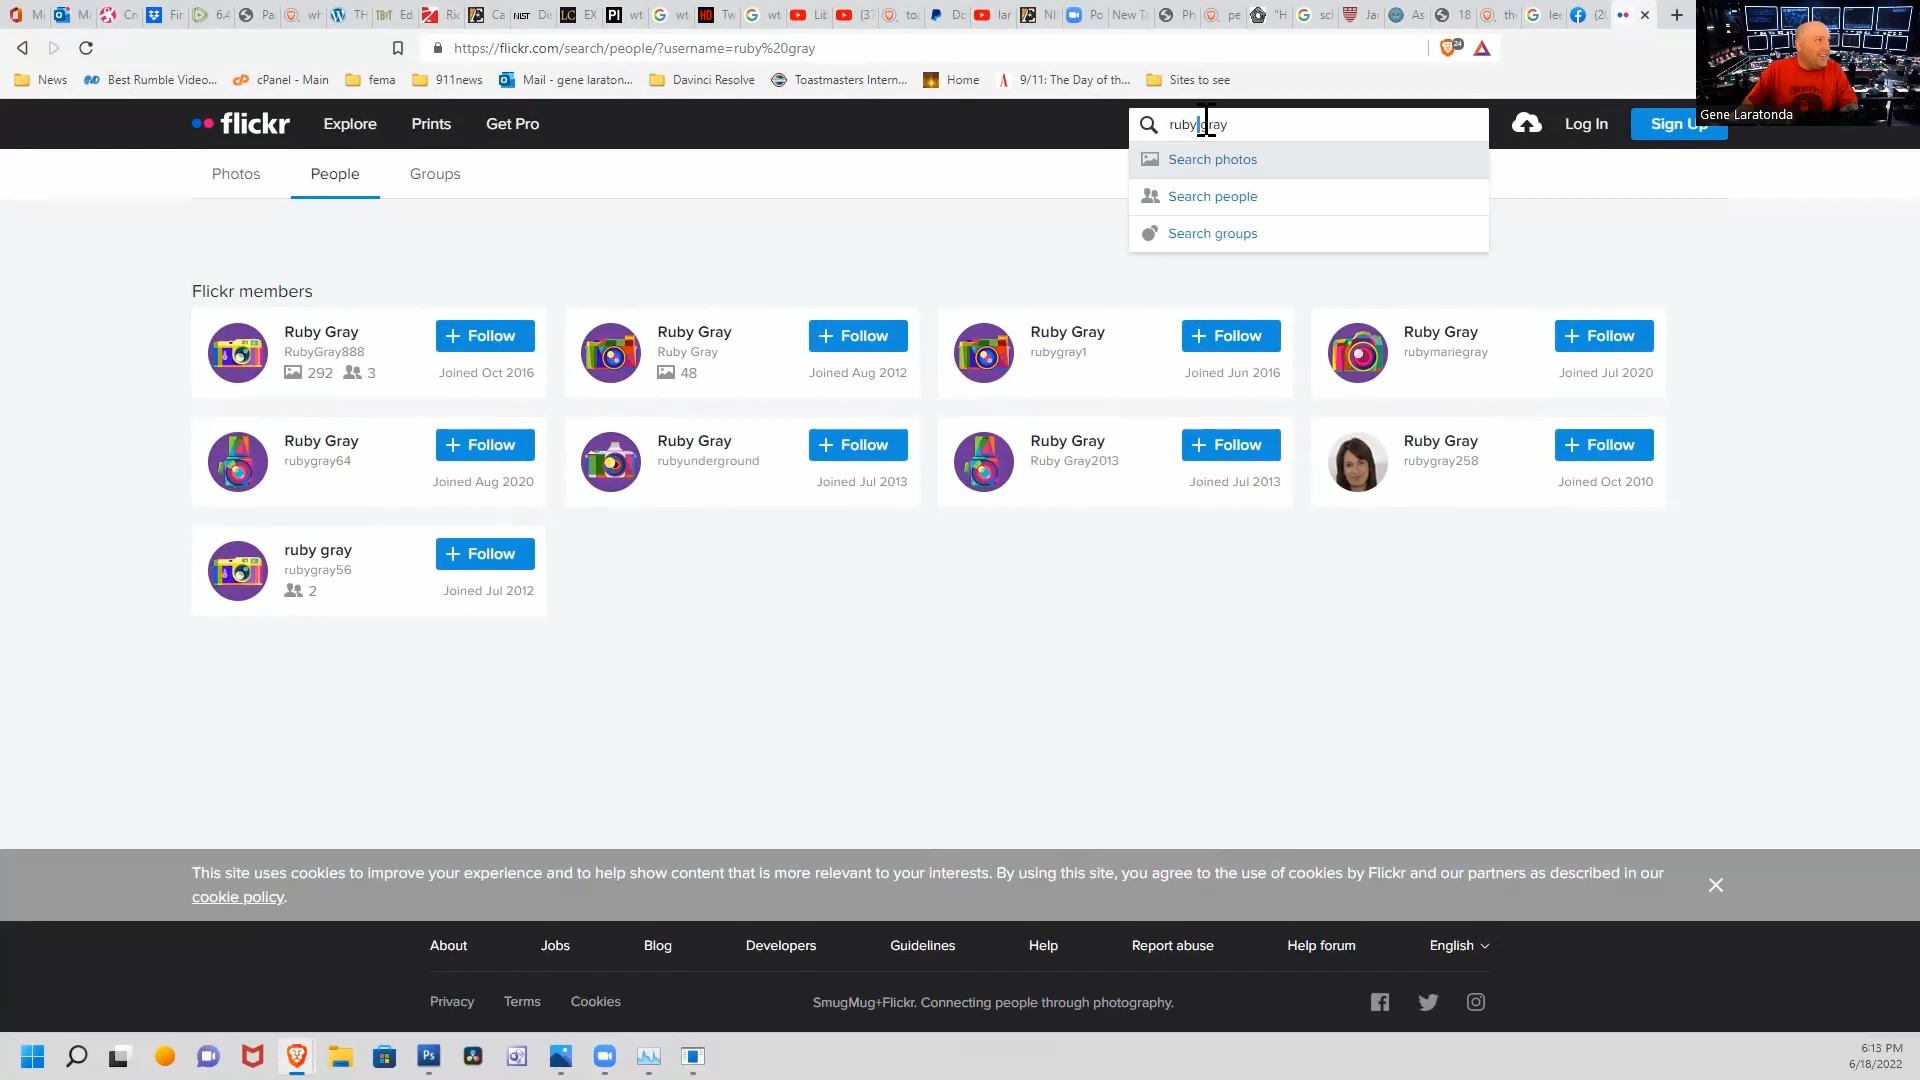 https://flickr.com/search/people/?username=ruby%20gray
24
News
Best Rumble Video...
cPanel - Main
fema
911news
Mail - gene laraton...
Davinci Resolve
Toastmasters Intern...
Home
9/11: The Day of th...
Sites to see
Gene Laratonda
flickr
Explore
Prints
Get Pro
ruby gray
Log In
Sign Up
Search photos
Search people
Search groups
Photos
People
Groups
Flickr members
Ruby Gray
RubyGray888
292 3
+ Follow
Joined Oct 2016
Ruby Gray
Ruby Gray
48
+ Follow
Joined Aug 2012
Ruby Gray
rubygray1
+ Follow
Joined Jun 2016
Ruby Gray
rubymariegray
+ Follow
Joined Jul 2020
Ruby Gray
rubygray64
+ Follow
Joined Aug 2020
Ruby Gray
rubyunderground
+ Follow
Joined Jul 2013
Ruby Gray
Ruby Gray2013
+ Follow
Joined Jul 2013
Ruby Gray
rubygray258
+ Follow
Joined Oct 2010
ruby gray
rubygray56
2
+ Follow
Joined Jul 2012
This site uses cookies to improve your experience and to help show content that is more relevant to your interests. By using this site, you agree to the use of cookies by Flickr and our partners as described in our
cookie policy.
About
Jobs
Blog
Developers
Guidelines
Help
Report abuse
Help forum
English
Privacy
Terms
Cookies
SmugMug+Flickr. Connecting people through photography.
Ps
6:13 PM
6/18/2022